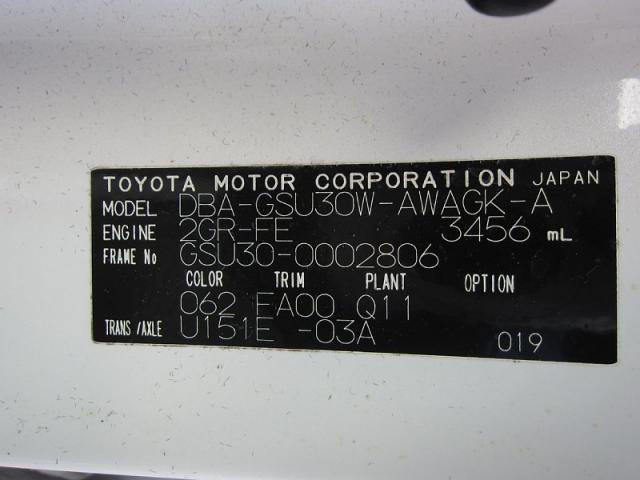 TOYOTA MOTOR CORPORATION JAPAN
MODEL DBA-GSU30W-AWAGK-A
ENGINE 2GR-FE 3456 mL
FRAME No GSU30-0002806
COLOR TRIM PLANT OPTION
062 EA00 Q11
TRANS/AXLE U151E -03A
019